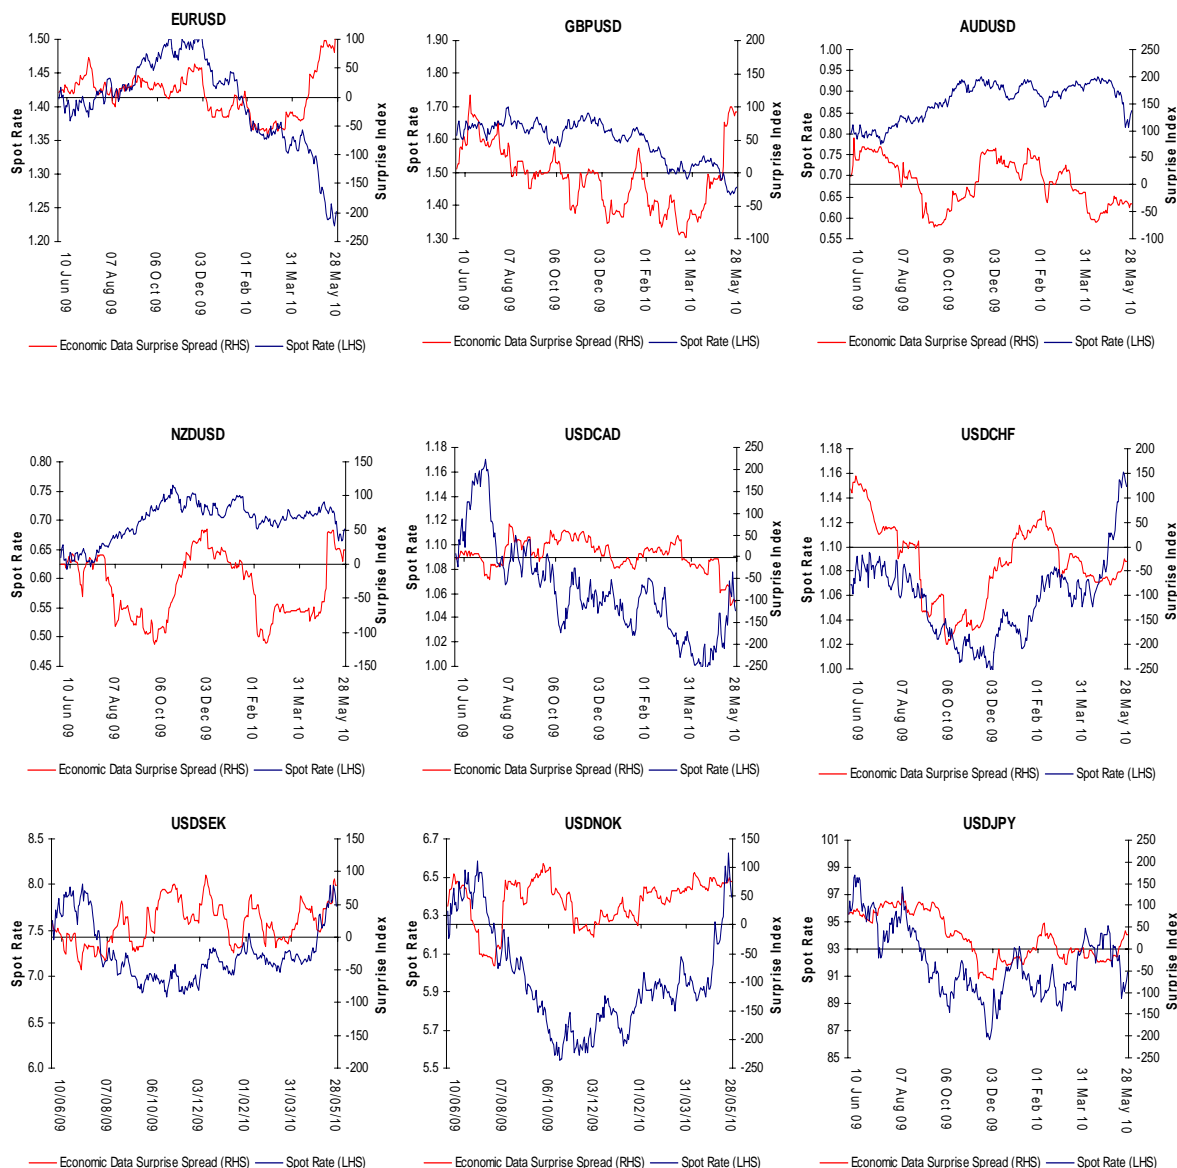 EURUSD
1.50
1.45
1.40
1.35
1.30
1.25
1.20
Spot Rate
100
50
0
-50
-100
-150
-200
-250
Surprise Index
10 Jun 09
07 Aug 09
06 Oct 09
03 Dec 09
01 Feb 10
31 Mar 10
28 May 10
Economic Data Surprise Spread (RHS) Spot Rate (LHS)
GBPUSD
1.90
1.80
1.70
1.60
1.50
1.40
1.30
Spot Rate
200
150
100
50
0
-50
-100
Surprise Index
10 Jun 09
07 Aug 09
06 Oct 09
03 Dec 09
01 Feb 10
31 Mar 10
28 May 10
Economic Data Surprise Spread (RHS) Spot Rate (LHS)
AUDUSD
1.00
0.95
0.90
0.85
0.80
0.75
0.70
0.65
0.60
0.55
Spot Rate
250
200
150
100
50
0
-50
-100
Surprise Index
10 Jun 09
07 Aug 09
06 Oct 09
03 Dec 09
01 Feb 10
31 Mar 10
28 May 10
Economic Data Surprise Spread (RHS) Spot Rate (LHS)
NZDUSD
0.80
0.75
0.70
0.65
0.60
0.55
0.50
0.45
Spot Rate
150
100
50
0
-50
-100
-150
Surprise Index
10 Jun 09
07 Aug 09
06 Oct 09
03 Dec 09
01 Feb 10
31 Mar 10
28 May 10
Economic Data Surprise Spread (RHS) Spot Rate (LHS)
USDCAD
1.18
1.16
1.14
1.12
1.10
1.08
1.06
1.04
1.02
1.00
Spot Rate
250
200
150
100
50
0
-50
-100
-150
-200
-250
Surprise Index
10 Jun 09
07 Aug 09
06 Oct 09
03 Dec 09
01 Feb 10
31 Mar 10
28 May 10
Economic Data Surprise Spread (RHS) Spot Rate (LHS)
USDCHF
1.18
1.16
1.14
1.12
1.10
1.08
1.06
1.04
1.02
1.00
Spot Rate
200
150
100
50
0
-50
-100
-150
-200
-250
Surprise Index
10 Jun 09
07 Aug 09
06 Oct 09
03 Dec 09
01 Feb 10
31 Mar 10
28 May 10
Economic Data Surprise Spread (RHS) Spot Rate (LHS)
USDSEK
8.5
8.0
7.5
7.0
6.5
6.0
Spot Rate
150
100
50
0
-50
-100
-150
-200
Surprise Index
10/06/09
07/08/09
06/10/09
03/12/09
01/02/10
31/03/10
28/05/10
Economic Data Surprise Spread (RHS) Spot Rate (LHS)
USDNOK
6.7
6.5
6.3
6.1
5.9
5.7
5.5
Spot Rate
150
100
50
0
-50
-100
-150
-200
-250
Surprise Index
10/06/09
07/08/09
06/10/09
03/12/09
01/02/10
31/03/10
28/05/10
Economic Data Surprise Spread (RHS) Spot Rate (LHS)
USDJPY
101
99
97
95
93
91
89
87
85
Spot Rate
250
200
150
100
50
0
-50
-100
-150
-200
-250
Surprise Index
10 Jun 09
07 Aug 09
06 Oct 09
03 Dec 09
01 Feb 10
31 Mar 10
28 May 10
Economic Data Surprise Spread (RHS) Spot Rate (LHS)